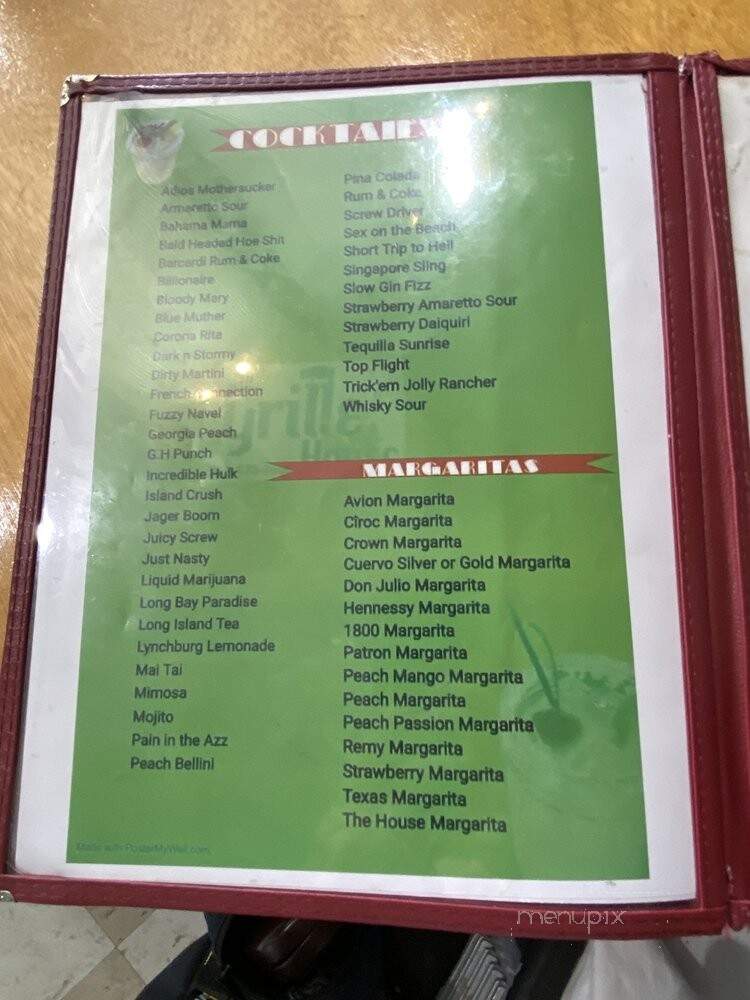 COCKTAILS
Adios Mothersucker
Armaretto Sour
Bahama Mama
Bald Headed Hoe Shit
Barcardi Rum & Coke
Billionaire
Bloody Mary
Blue Muther
Corona Rita
Dark n Stormy
Dirty Martini
French Connection
Fuzzy Navel
Georgia Peach
G.H Punch
Incredible Hulk
Island Crush
Jager Boom
Juicy Screw
Just Nasty
Liquid Marijuana
Long Bay Paradise
Long Island Tea
Lynchburg Lemonade
Mai Tai
Mimosa
Mojito
Pain in the Azz
Peach Bellini
Pina Colada
Rum & Coke
Screw Driver
Sex on the Beach
Short Trip to Hell
Singapore Sling
Slow Gin Fizz
Strawberry Amaretto Sour
Strawberry Daiquiri
Tequilla Sunrise
Top Flight
Trick'em Jolly Rancher
Whisky Sour
MARGARITAS
Avion Margarita
Cîroc Margarita
Crown Margarita
Cuervo Silver or Gold Margarita
Don Julio Margarita
Hennessy Margarita
1800 Margarita
Patron Margarita
Peach Mango Margarita
Peach Margarita
Peach Passion Margarita
Remy Margarita
Strawberry Margarita
Texas Margarita
The House Margarita
Made with PosterMyWall.com
menupix